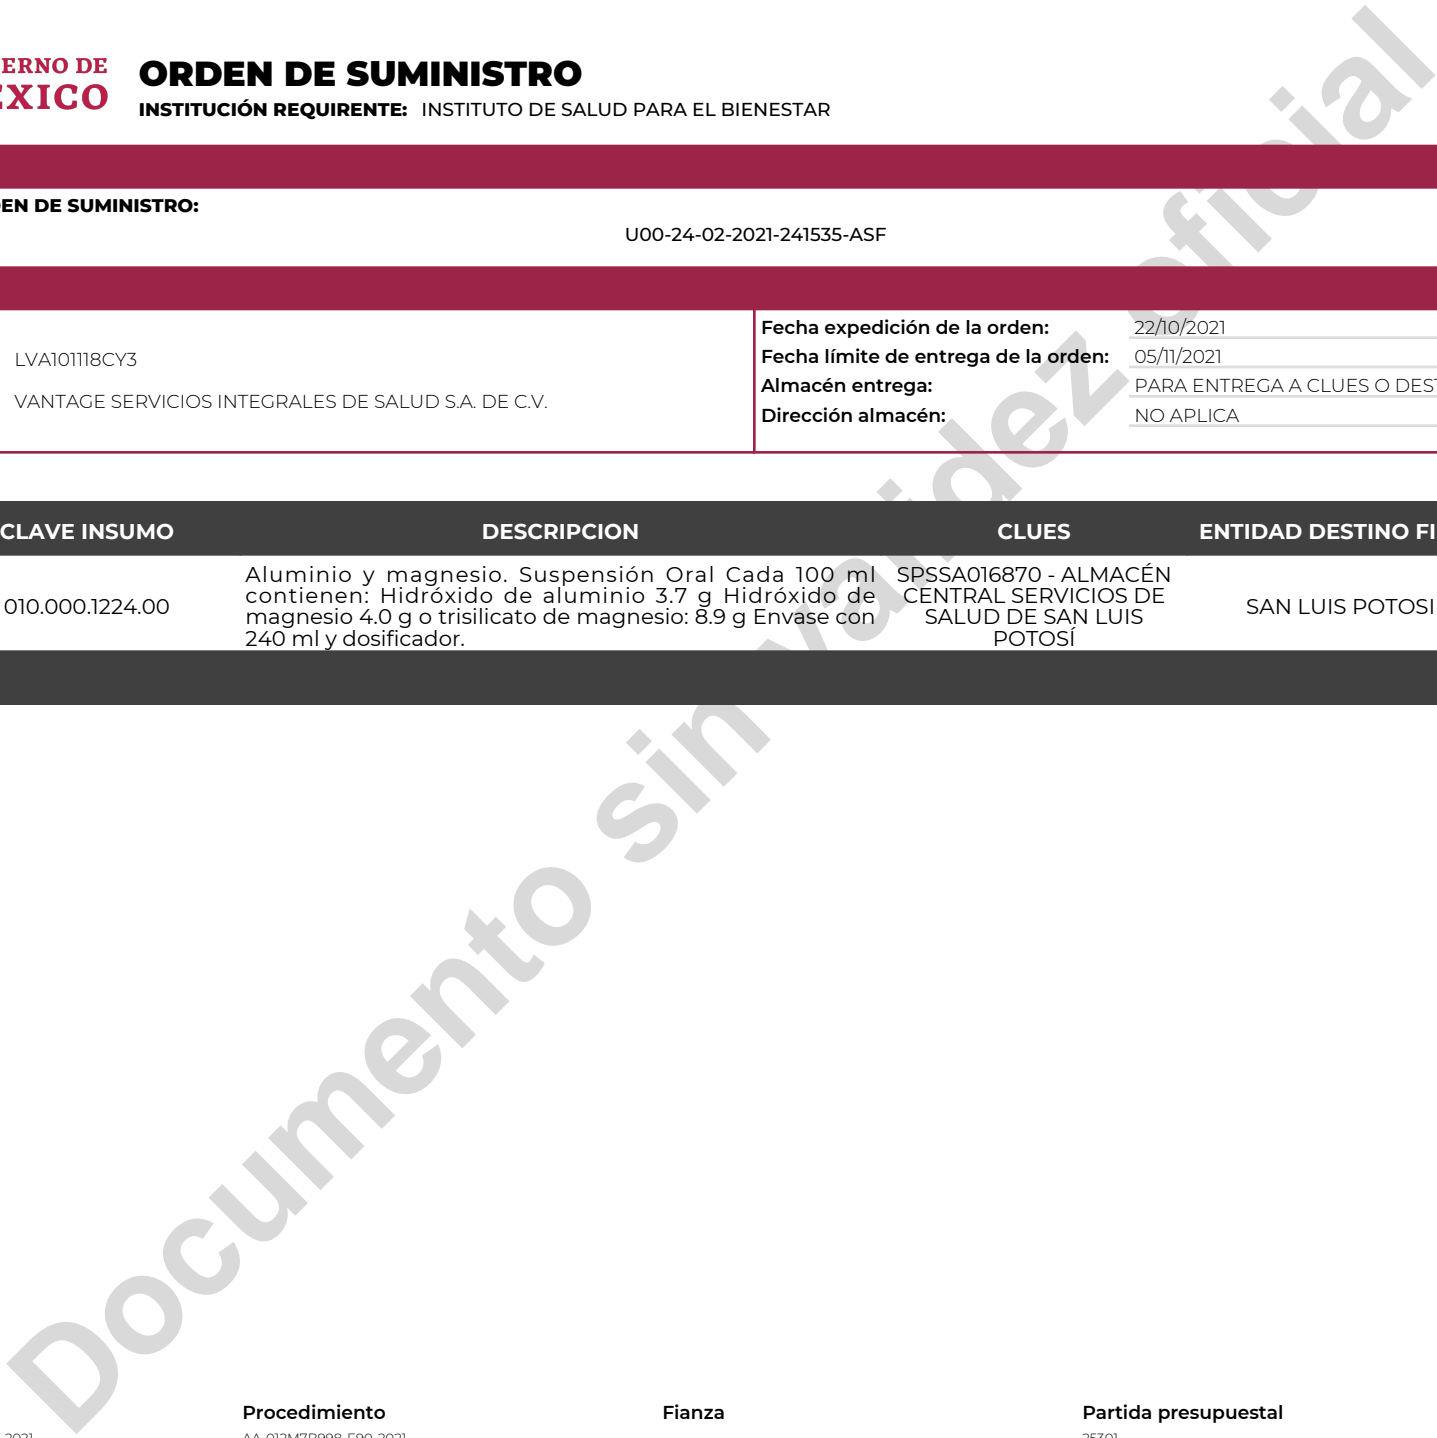 ERNO DE
ÉXICO
ORDEN DE SUMINISTRO
INSTITUCIÓN REQUIRENTE: INSTITUTO DE SALUD PARA EL BIENESTAR
EN DE SUMINISTRO:
U00-24-02-2021-241535-ASF
LVA101118CY3
VANTAGE SERVICIOS INTEGRALES DE SALUD S.A. DE C.V.
Fecha expedición de la orden: 22/10/2021
Fecha límite de entrega de la orden: 05/11/2021
Almacén entrega: PARA ENTREGA A CLUES O DEST
Dirección almacén: NO APLICA
CLAVE INSUMO DESCRIPCION CLUES ENTIDAD DESTINO FI
010.000.1224.00
Aluminio y magnesio. Suspensión Oral Cada 100 ml
contienen: Hidróxido de aluminio 3.7 g Hidróxido de
magnesio 4.0 g o trisilicato de magnesio: 8.9 g Envase con
240 ml y dosificador.
SPSSA016870 - ALMACÉN
CENTRAL SERVICIOS DE
SALUD DE SAN LUIS
POTOSÍ
SAN LUIS POTOSI
Documento sin validez oficial
Procedimiento Fianza Partida presupuestal